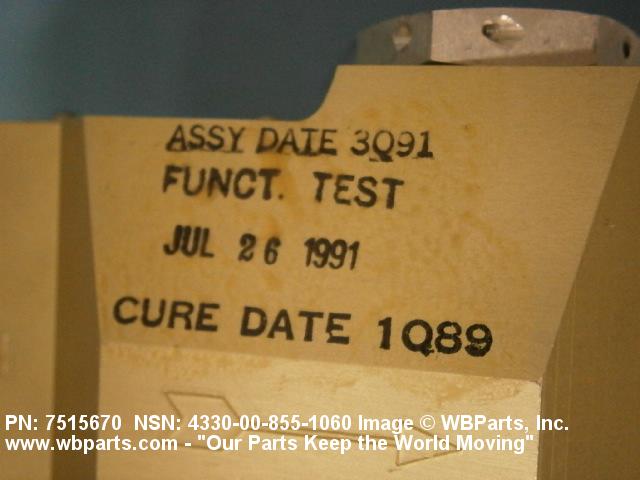 ASSY DATE 3Q91
FUNCT. TEST
JUL 26 1991
CURE DATE 1Q89
PN: 7515670 NSN: 4330-00-855-1060 Image © WBParts, Inc.
www.wbparts.com - "Our Parts Keep the World Moving"